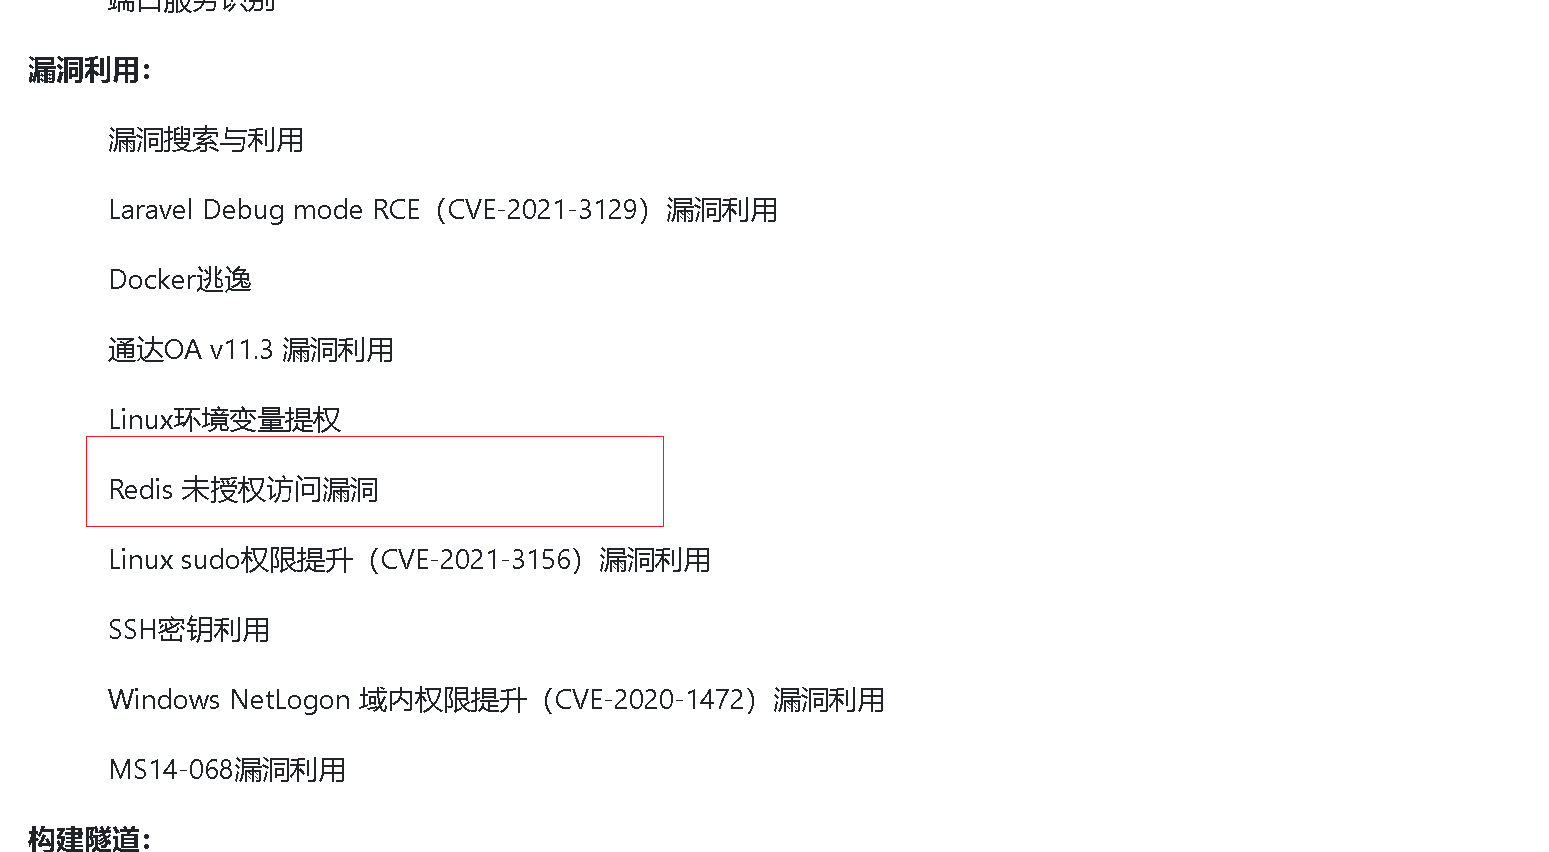 端口服务识别
漏洞利用：
漏洞搜索与利用
Laravel Debug mode RCE（CVE-2021-3129）漏洞利用
Docker逃逸
通达OA v11.3 漏洞利用
Linux环境变量提权
Redis 未授权访问漏洞
Linux sudo权限提升（CVE-2021-3156）漏洞利用
SSH密钥利用
Windows NetLogon 域内权限提升（CVE-2020-1472）漏洞利用
MS14-068漏洞利用
构建隧道：